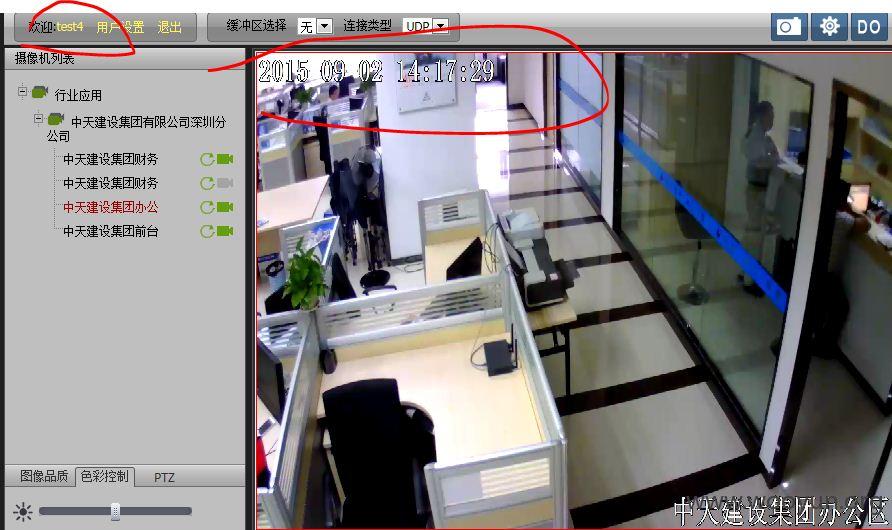 欢迎:test4 用户设置 退出 缓冲区选择 无 连接类型 UDP DO
摄像机列表
2015 09 02 14:17:29
行业应用
中天建设集团有限公司深圳分
公司
中天建设集团财务
中天建设集团财务
中天建设集团办公
中天建设集团前台
图像品质 色彩控制 PTZ
中天建设集团办公区